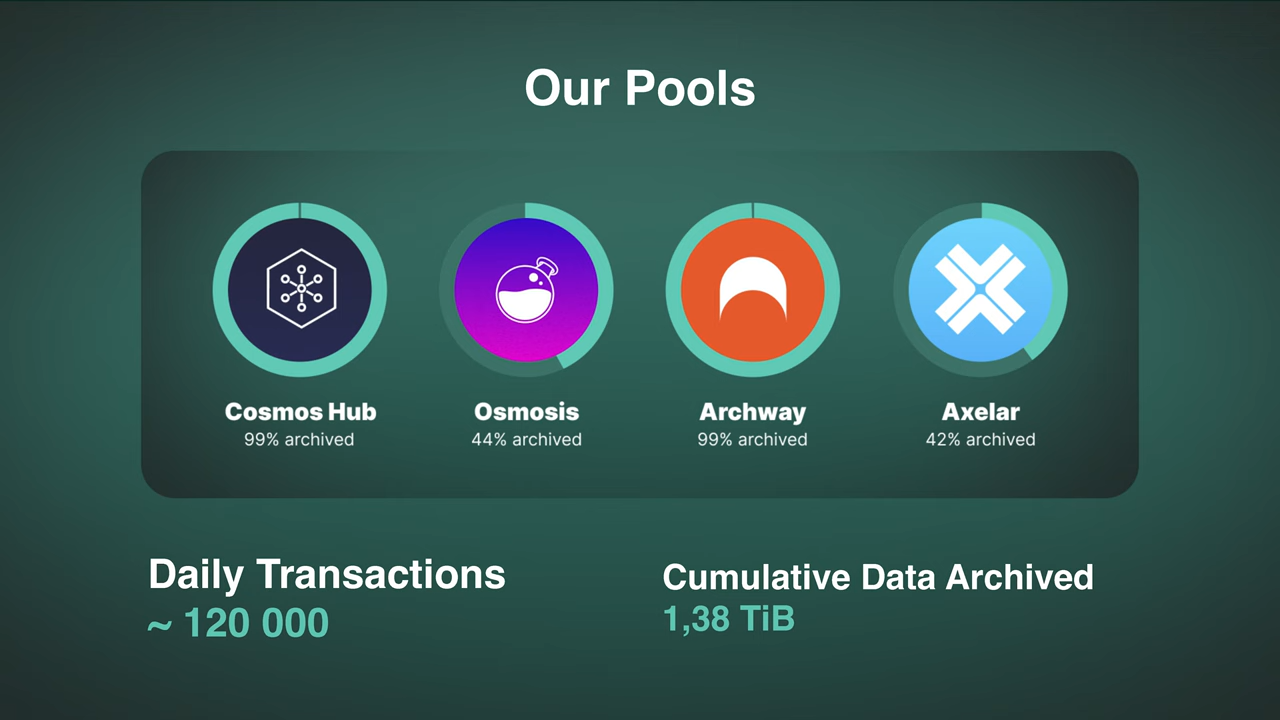 Our Pools
Cosmos Hub
99% archived
Osmosis
44% archived
Archway
99% archived
Axelar
42% archived
Daily Transactions
~ 120 000
Cumulative Data Archived
1,38 TiB